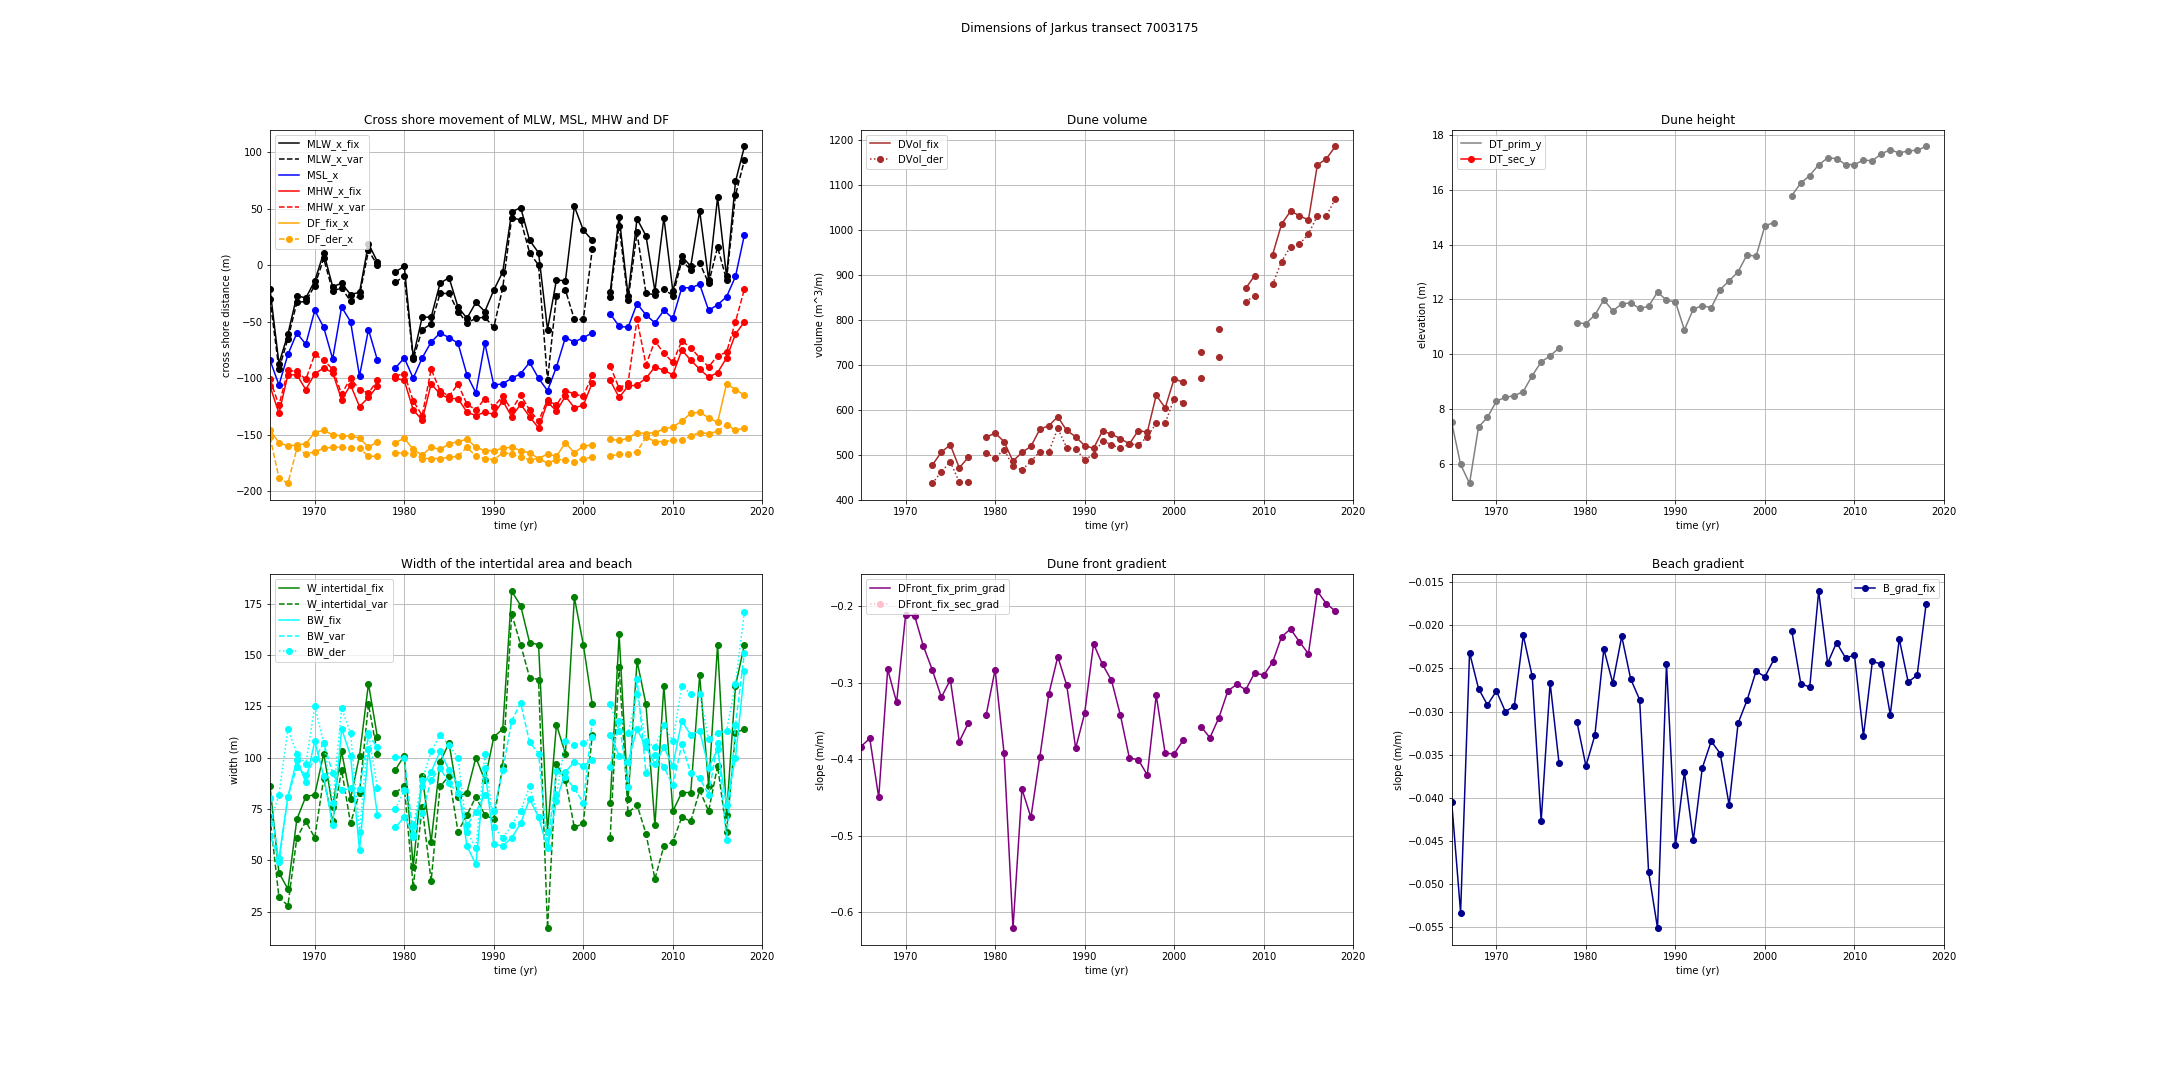 Dimensions of Jarkus transect 7003175
Cross shore movement of MLW, MSL, MHW and DF
MLW_x_fix
MLW_x_var
MSL_x
MHW_x_fix
MHW_x_var
DF_fix_x
DF_der_x
cross shore distance (m)
100
50
0
−50
−100
−150
−200
1970 1980 1990 2000 2010 2020
time (yr)
Dune volume
DVol_fix
DVol_der
volume (m^3/m)
1200
1100
1000
900
800
700
600
500
400
1970 1980 1990 2000 2010 2020
time (yr)
Dune height
DT_prim_y
DT_sec_y
elevation (m)
18
16
14
12
10
8
6
1970 1980 1990 2000 2010 2020
time (yr)
Width of the intertidal area and beach
W_intertidal_fix
W_intertidal_var
BW_fix
BW_var
BW_der
width (m)
175
150
125
100
75
50
25
1970 1980 1990 2000 2010 2020
time (yr)
Dune front gradient
DFront_fix_prim_grad
DFront_fix_sec_grad
slope (m/m)
−0.2
−0.3
−0.4
−0.5
−0.6
1970 1980 1990 2000 2010 2020
time (yr)
Beach gradient
B_grad_fix
slope (m/m)
−0.015
−0.020
−0.025
−0.030
−0.035
−0.040
−0.045
−0.050
−0.055
1970 1980 1990 2000 2010 2020
time (yr)